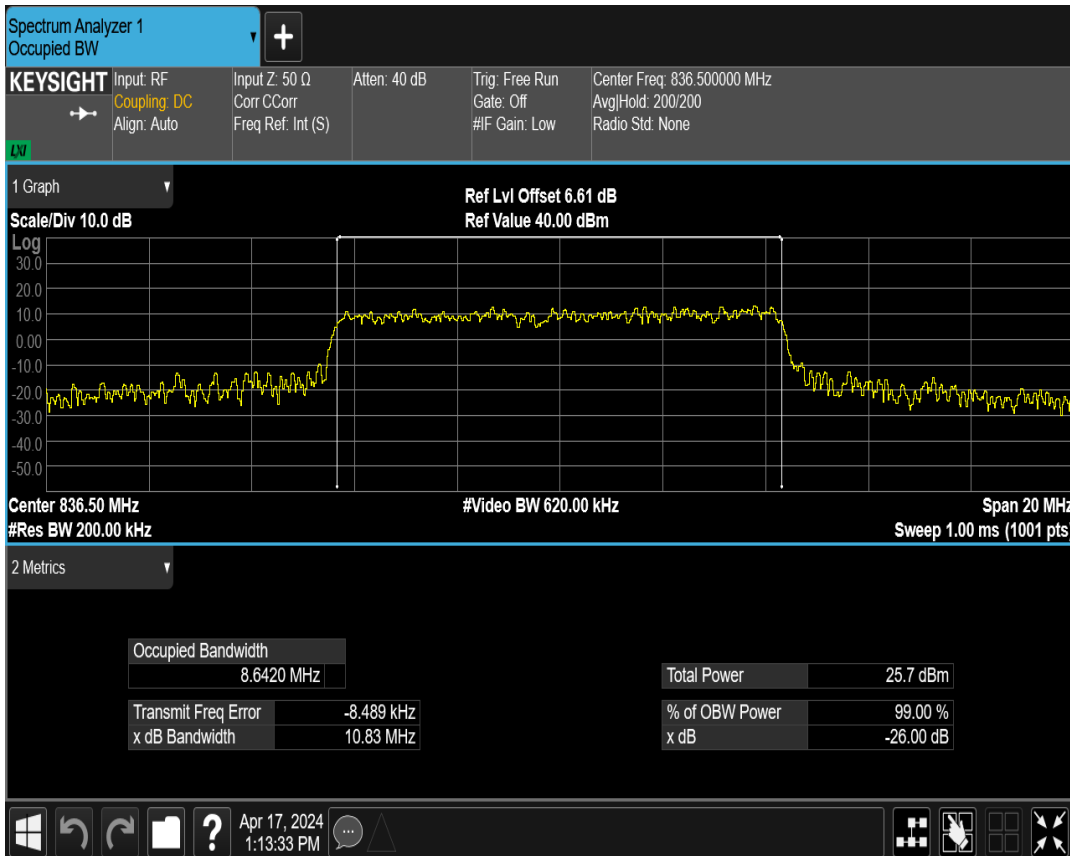 Spectrum Analyzer 1
Occupied BW
+
KEYSIGHT
LXI
Input: RF
Coupling: DC
Align: Auto
Input Z: 50 Ω
Corr CCorr
Freq Ref: Int (S)
Atten: 40 dB
Trig: Free Run
Gate: Off
#IF Gain: Low
Center Freq: 836.500000 MHz
Avg|Hold: 200/200
Radio Std: None
1 Graph
Scale/Div 10.0 dB
Ref Lvl Offset 6.61 dB
Ref Value 40.00 dBm
Log
30.0
20.0
10.0
0.00
-10.0
-20.0
-30.0
-40.0
-50.0
Center 836.50 MHz
#Video BW 620.00 kHz
Span 20 MHz
#Res BW 200.00 kHz
Sweep 1.00 ms (1001 pts)
2 Metrics
Occupied Bandwidth
8.6420 MHz
Total Power 25.7 dBm
Transmit Freq Error -8.489 kHz
% of OBW Power 99.00 %
x dB Bandwidth 10.83 MHz
x dB -26.00 dB
?
Apr 17, 2024
1:13:33 PM